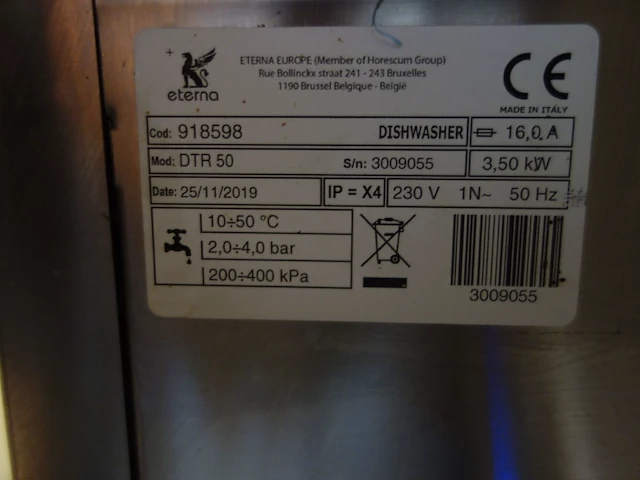 eterna
ETERNA EUROPE (Member of Horescum Group)
Rue Bollinckx straat 241 - 243 Bruxelles
1190 Brussel Belgique - België
CE
MADE IN ITALY
Cod: 918598 DISHWASHER 16,0 A
Mod: DTR 50 S/n: 3009055 3,50 kW
Date: 25/11/2019 IP = X4 230 V 1N~ 50 Hz
10÷50 °C
2,0÷4,0 bar
200÷400 kPa
3009055